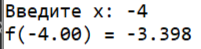 Введите x: -4
f(-4.00) = -3.398